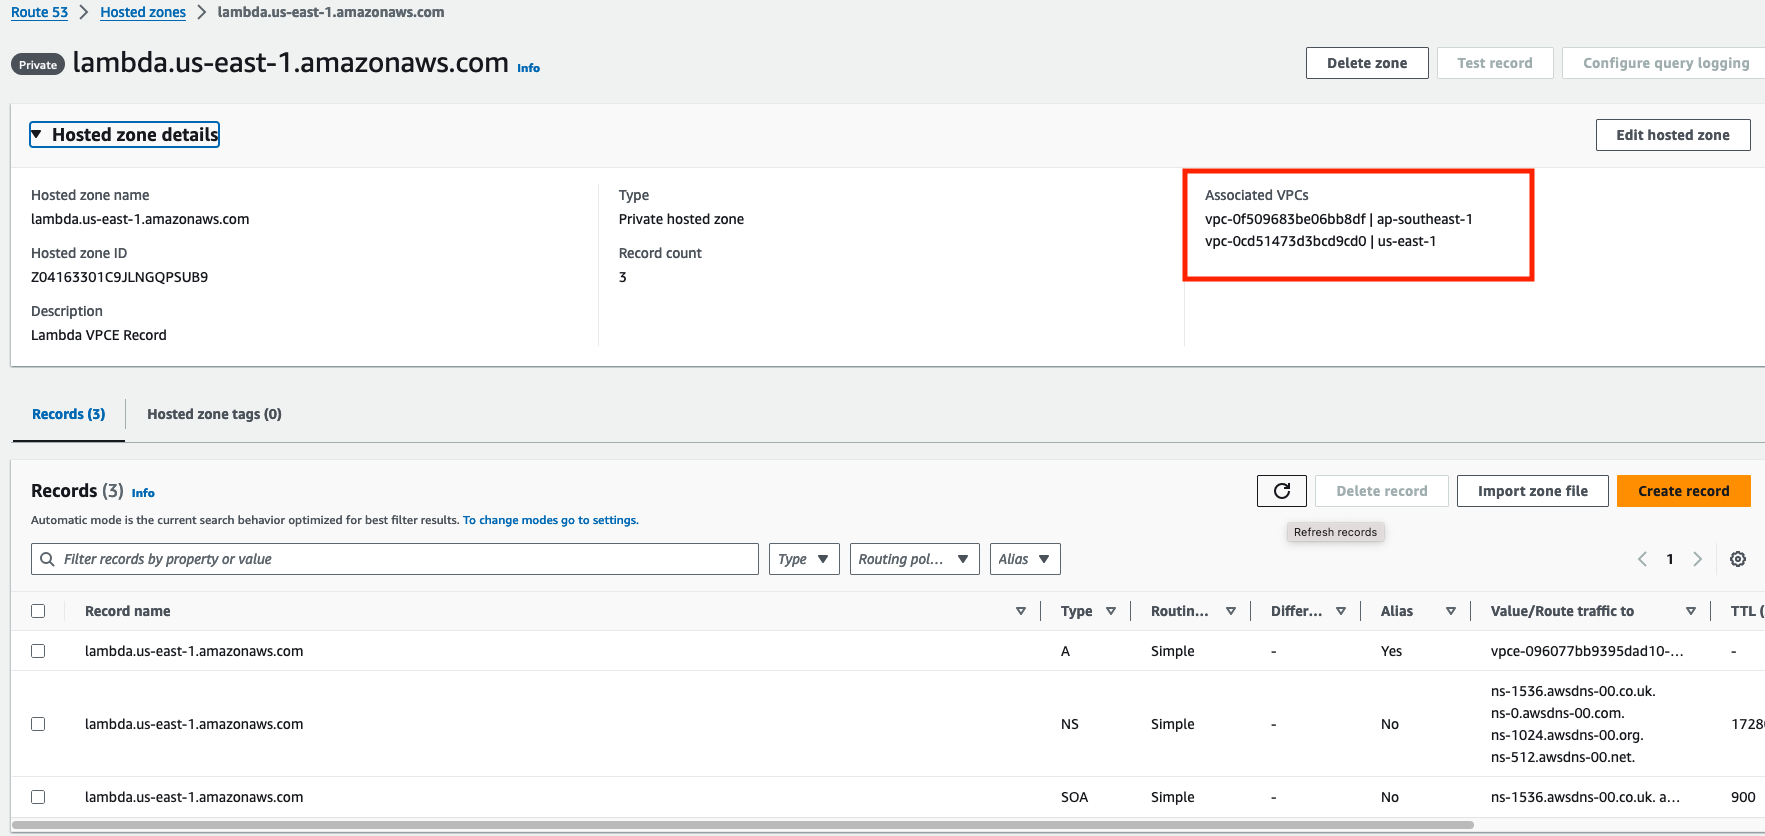 Route 53 > Hosted zones > lambda.us-east-1.amazonaws.com
Private lambda.us-east-1.amazonaws.com Info
Delete zone
Test record
Configure query logging
Hosted zone details
Edit hosted zone
Hosted zone name
lambda.us-east-1.amazonaws.com
Hosted zone ID
Z04163301C9JLNGQPSUB9
Description
Lambda VPCE Record
Type
Private hosted zone
Record count
3
Associated VPCs
vpc-0f509683be06bb8df | ap-southeast-1
vpc-0cd51473d3bcd9cd0 | us-east-1
Records (3)
Hosted zone tags (0)
Records (3) Info
Delete record
Import zone file
Create record
Automatic mode is the current search behavior optimized for best filter results. To change modes go to settings.
Refresh records
Filter records by property or value
Type
Routing pol...
Alias
1
Record name Type Routin... Differ... Alias Value/Route traffic to TTL (
lambda.us-east-1.amazonaws.com A Simple - Yes vpce-096077bb9395dad10-... -
lambda.us-east-1.amazonaws.com NS Simple - No
ns-1536.awsdns-00.co.uk.
ns-0.awsdns-00.com.
ns-1024.awsdns-00.org.
ns-512.awsdns-00.net.
1728
lambda.us-east-1.amazonaws.com SOA Simple - No ns-1536.awsdns-00.co.uk. a... 900